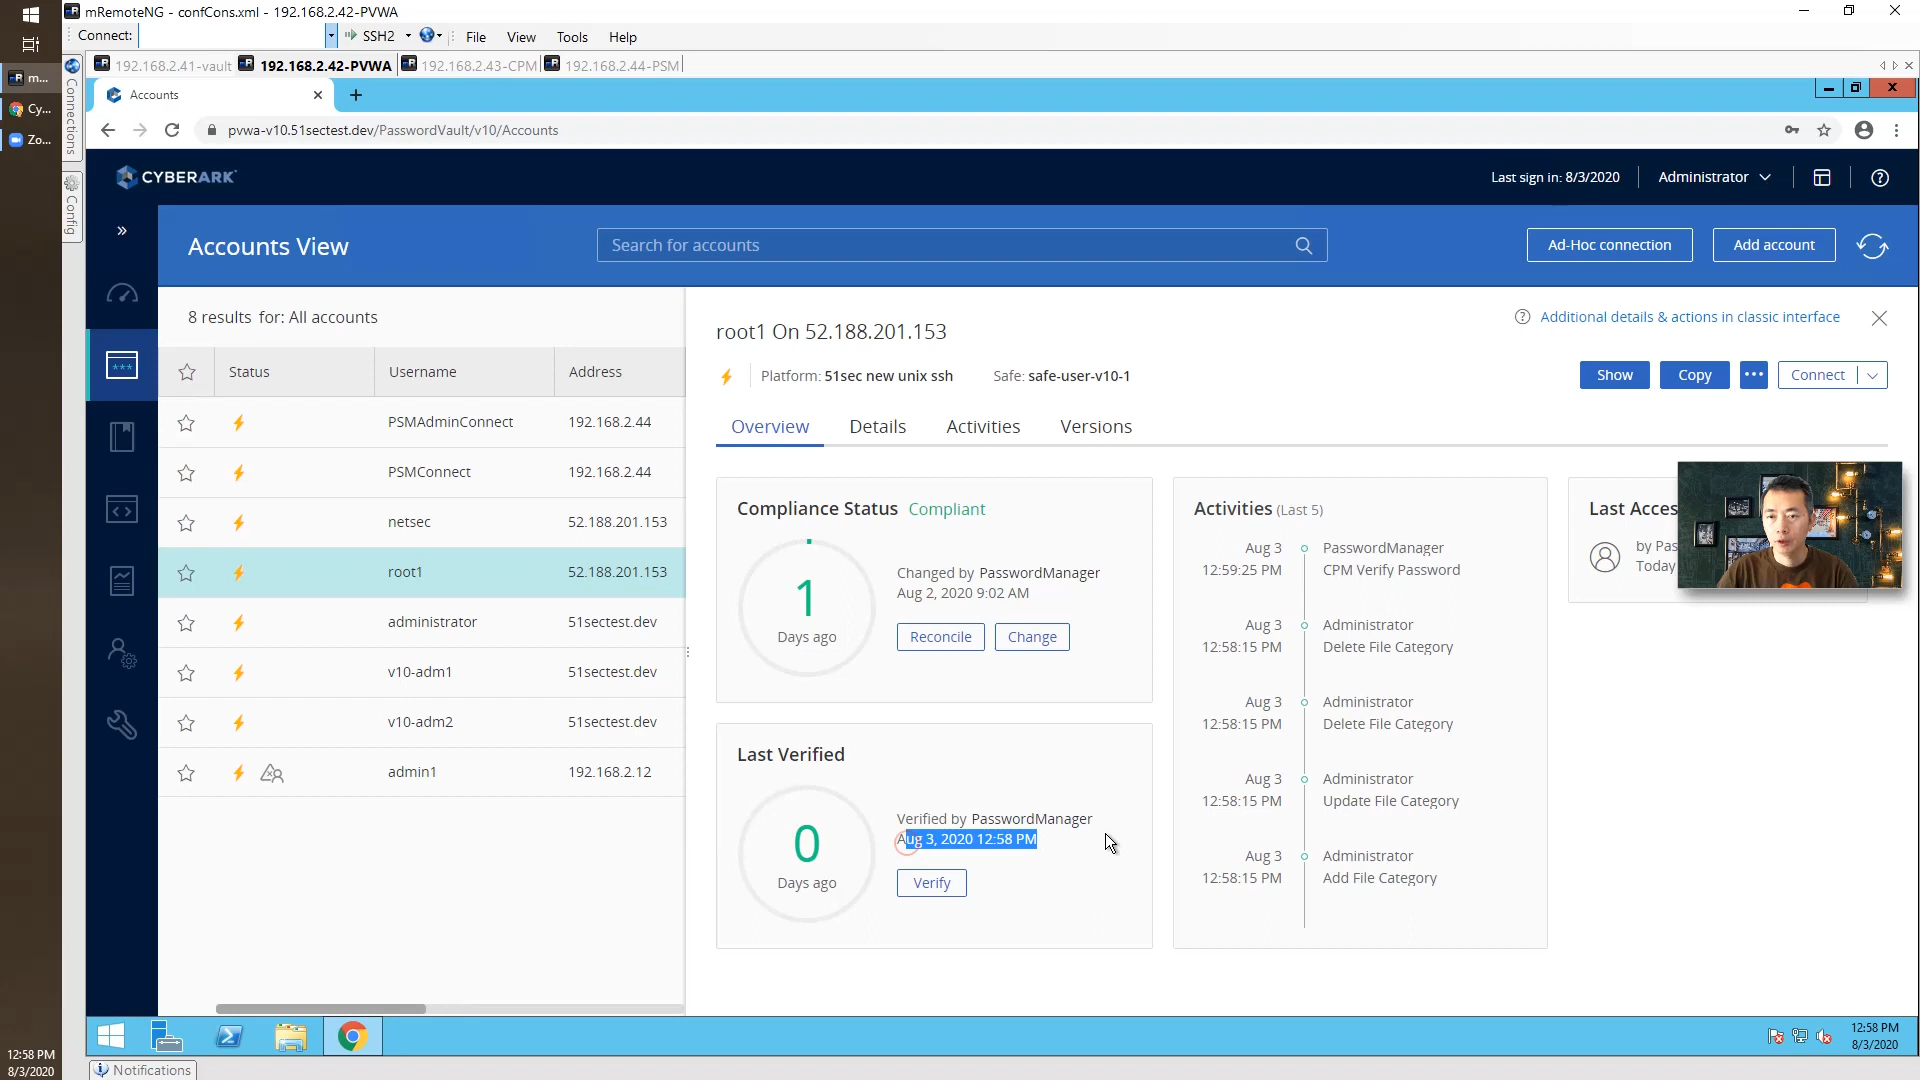 mRemoteNG - confCons.xml - 192.168.2.42-PVWA
Connect:
SSH2
File
View
Tools
Help
m...
Cy...
Zo...
Connections
Config
192.168.2.41-vault
192.168.2.42-PVWA
192.168.2.43-CPM
192.168.2.44-PSM
Accounts
pvwa-v10.51sectest.dev/PasswordVault/v10/Accounts
CYBERARK
Last sign in: 8/3/2020
Administrator
Accounts View
Search for accounts
Ad-Hoc connection
Add account
8 results for: All accounts
Status Username Address
PSMAdminConnect 192.168.2.44
PSMConnect 192.168.2.44
netsec 52.188.201.153
root1 52.188.201.153
administrator 51sectest.dev
v10-adm1 51sectest.dev
v10-adm2 51sectest.dev
admin1 192.168.2.12
root1 On 52.188.201.153
Additional details & actions in classic interface
Platform: 51sec new unix ssh
Safe: safe-user-v10-1
Show
Copy
Connect
Overview
Details
Activities
Versions
Compliance Status Compliant
1
Days ago
Changed by PasswordManager
Aug 2, 2020 9:02 AM
Reconcile
Change
Last Verified
0
Days ago
Verified by PasswordManager
Aug 3, 2020 12:58 PM
Verify
Activities (Last 5)
Aug 3 PasswordManager
12:59:25 PM CPM Verify Password
Aug 3 Administrator
12:58:15 PM Delete File Category
Aug 3 Administrator
12:58:15 PM Delete File Category
Aug 3 Administrator
12:58:15 PM Update File Category
Aug 3 Administrator
12:58:15 PM Add File Category
Last Acces
by Pas
Today
12:58 PM
8/3/2020
12:58 PM
8/3/2020
Notifications